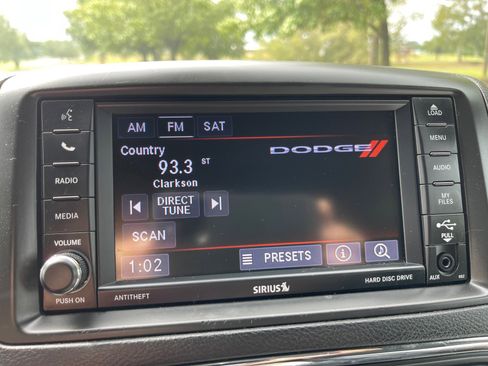 AM FM SAT
Country
93.3 ST
Clarkson
DODGE
DIRECT
TUNE
SCAN
1:02
PRESETS
RADIO
MEDIA
VOLUME
PUSH ON
ANTITHEFT
SIRIUS
HARD DISC DRIVE
LOAD
MENU
AUDIO
MY
FILES
PULL
AUX